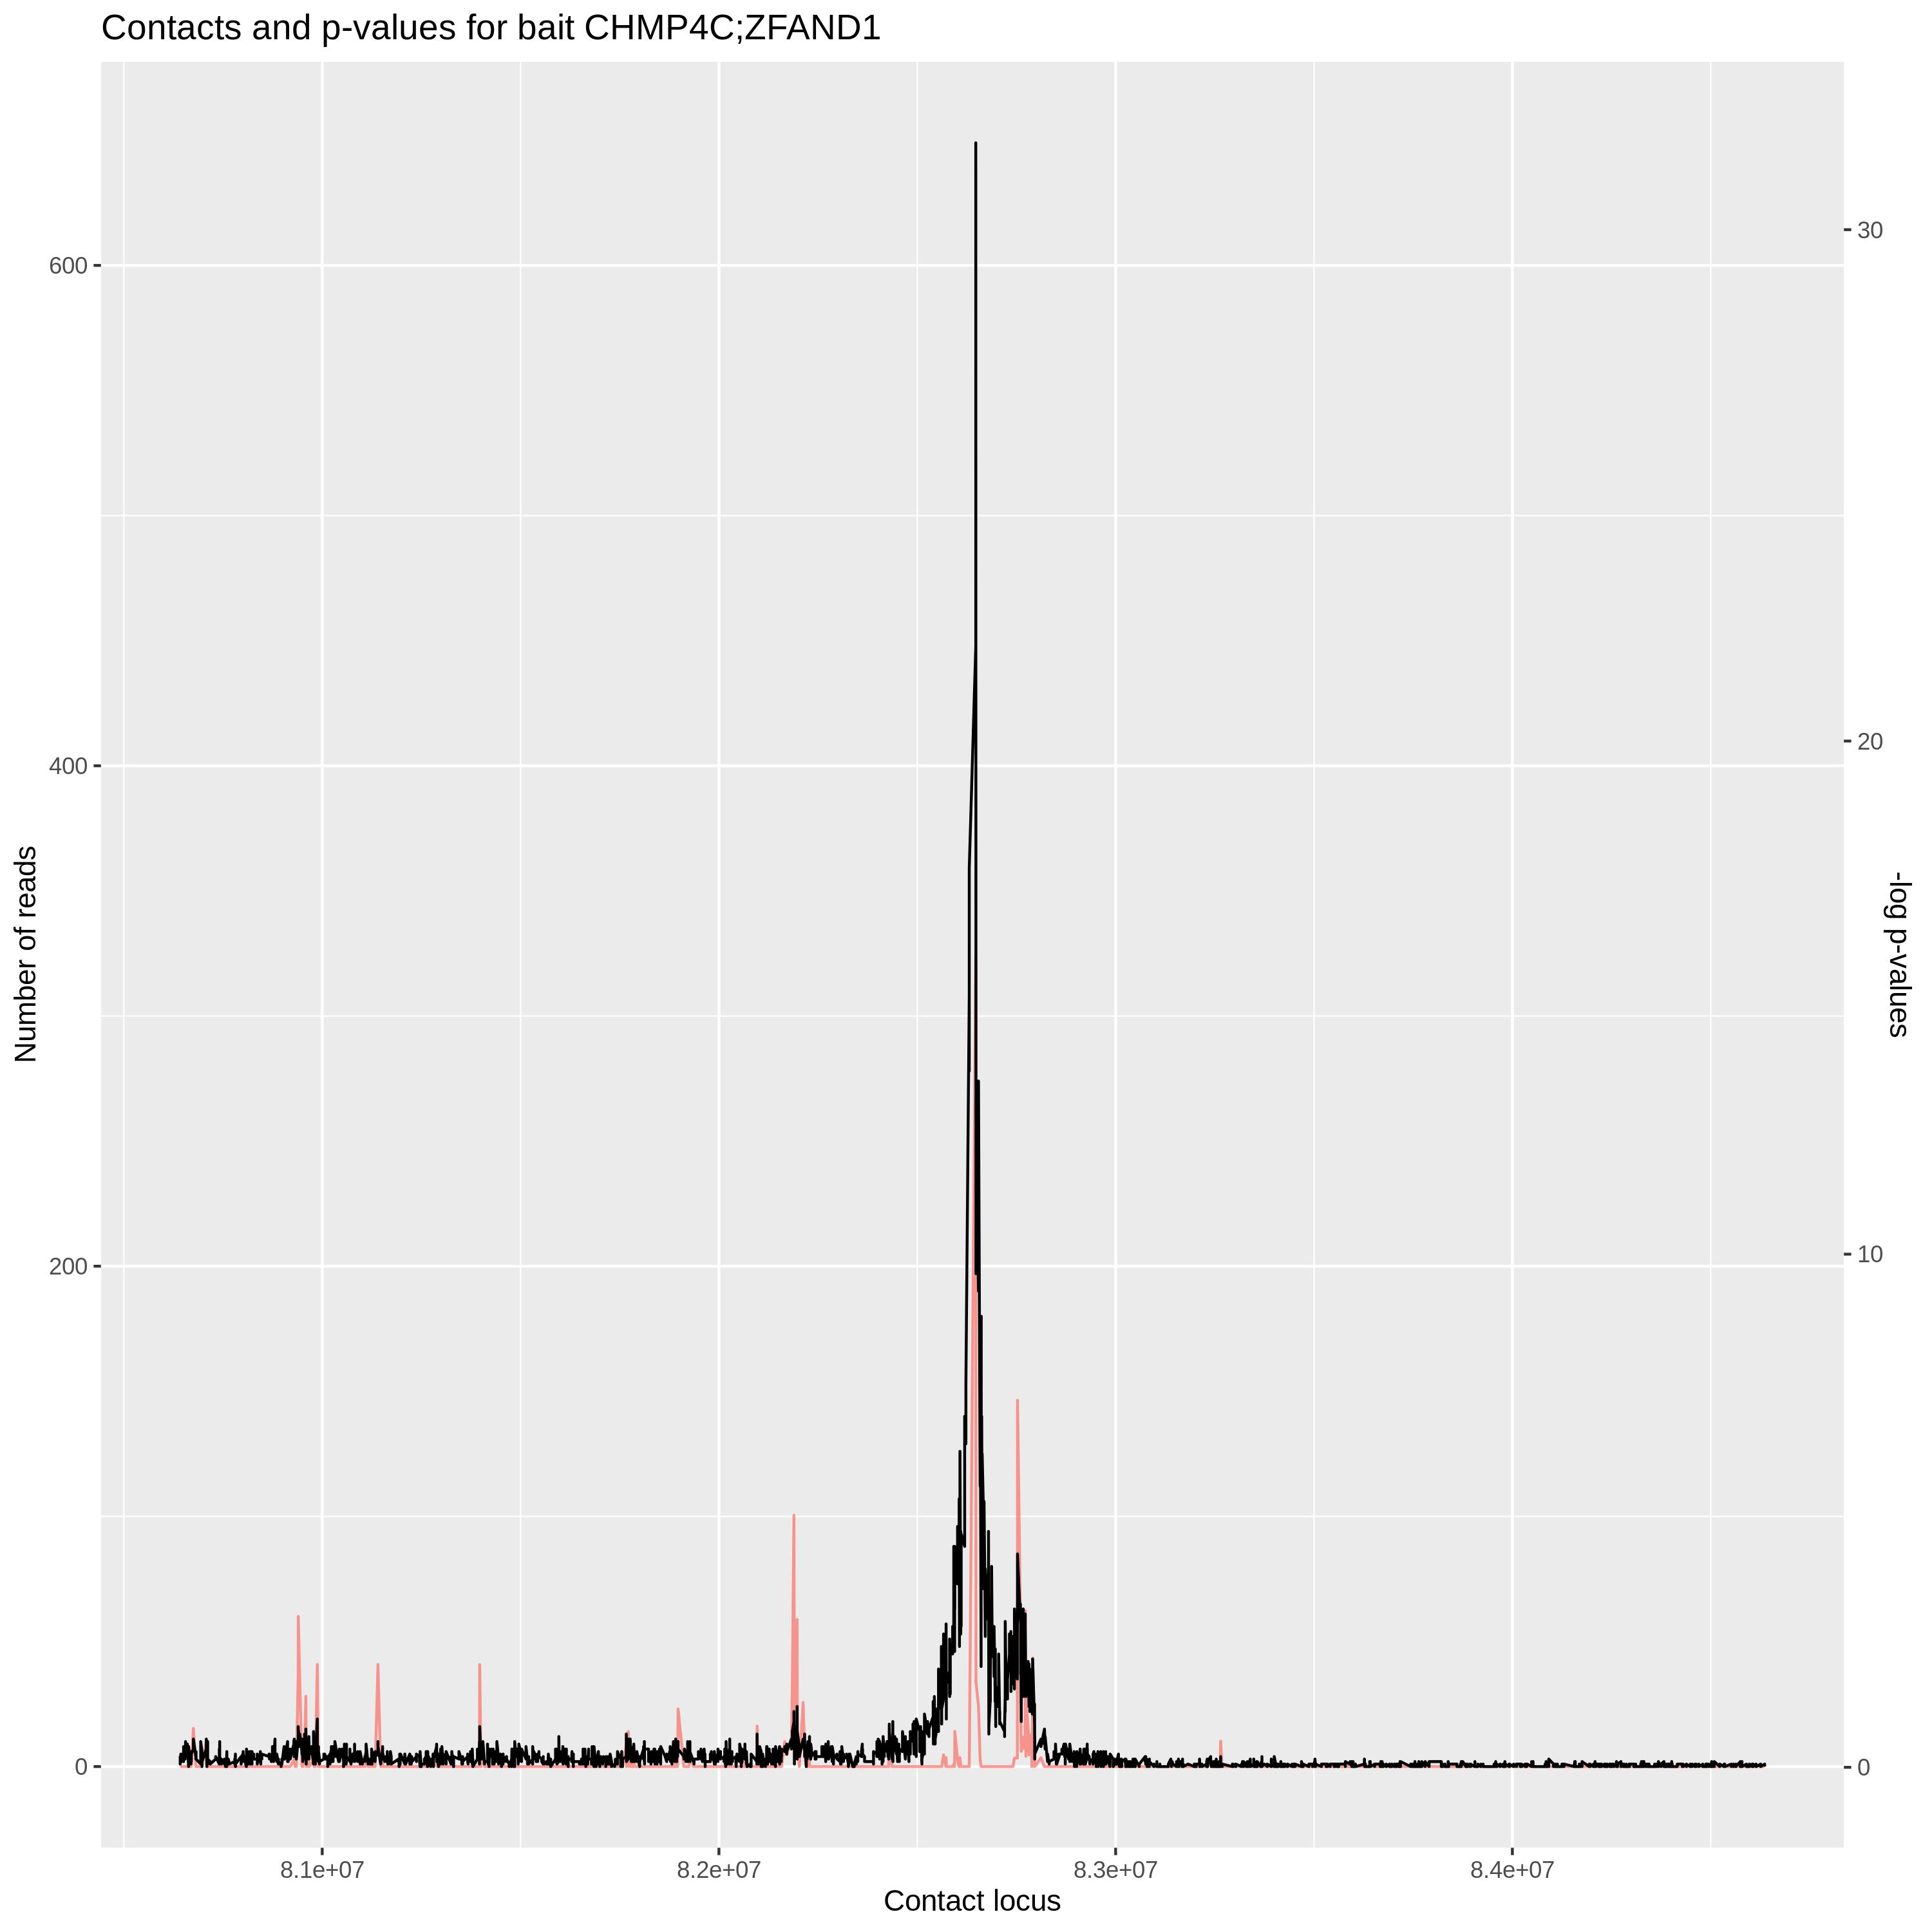 Contacts and p-values for bait CHMP4C;ZFAND1
Number of reads
600
400
200
0
30
20
10
0
-log p-values
8.1e+07 8.2e+07 8.3e+07 8.4e+07
Contact locus